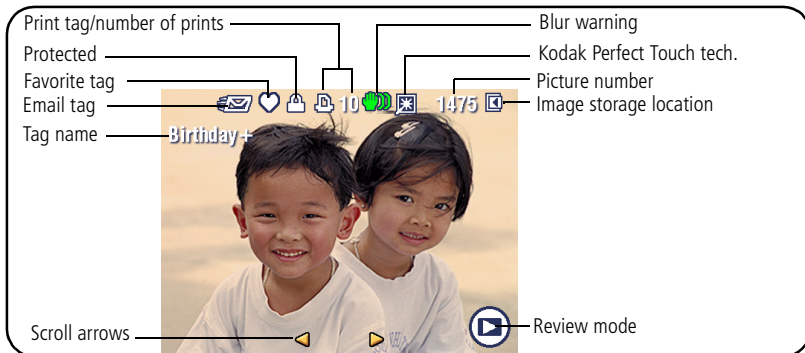 Print tag/number of prints
Protected
Favorite tag
Email tag
Tag name
Scroll arrows
Blur warning
Kodak Perfect Touch tech.
Picture number
Image storage location
Review mode
10 1475
Birthday+